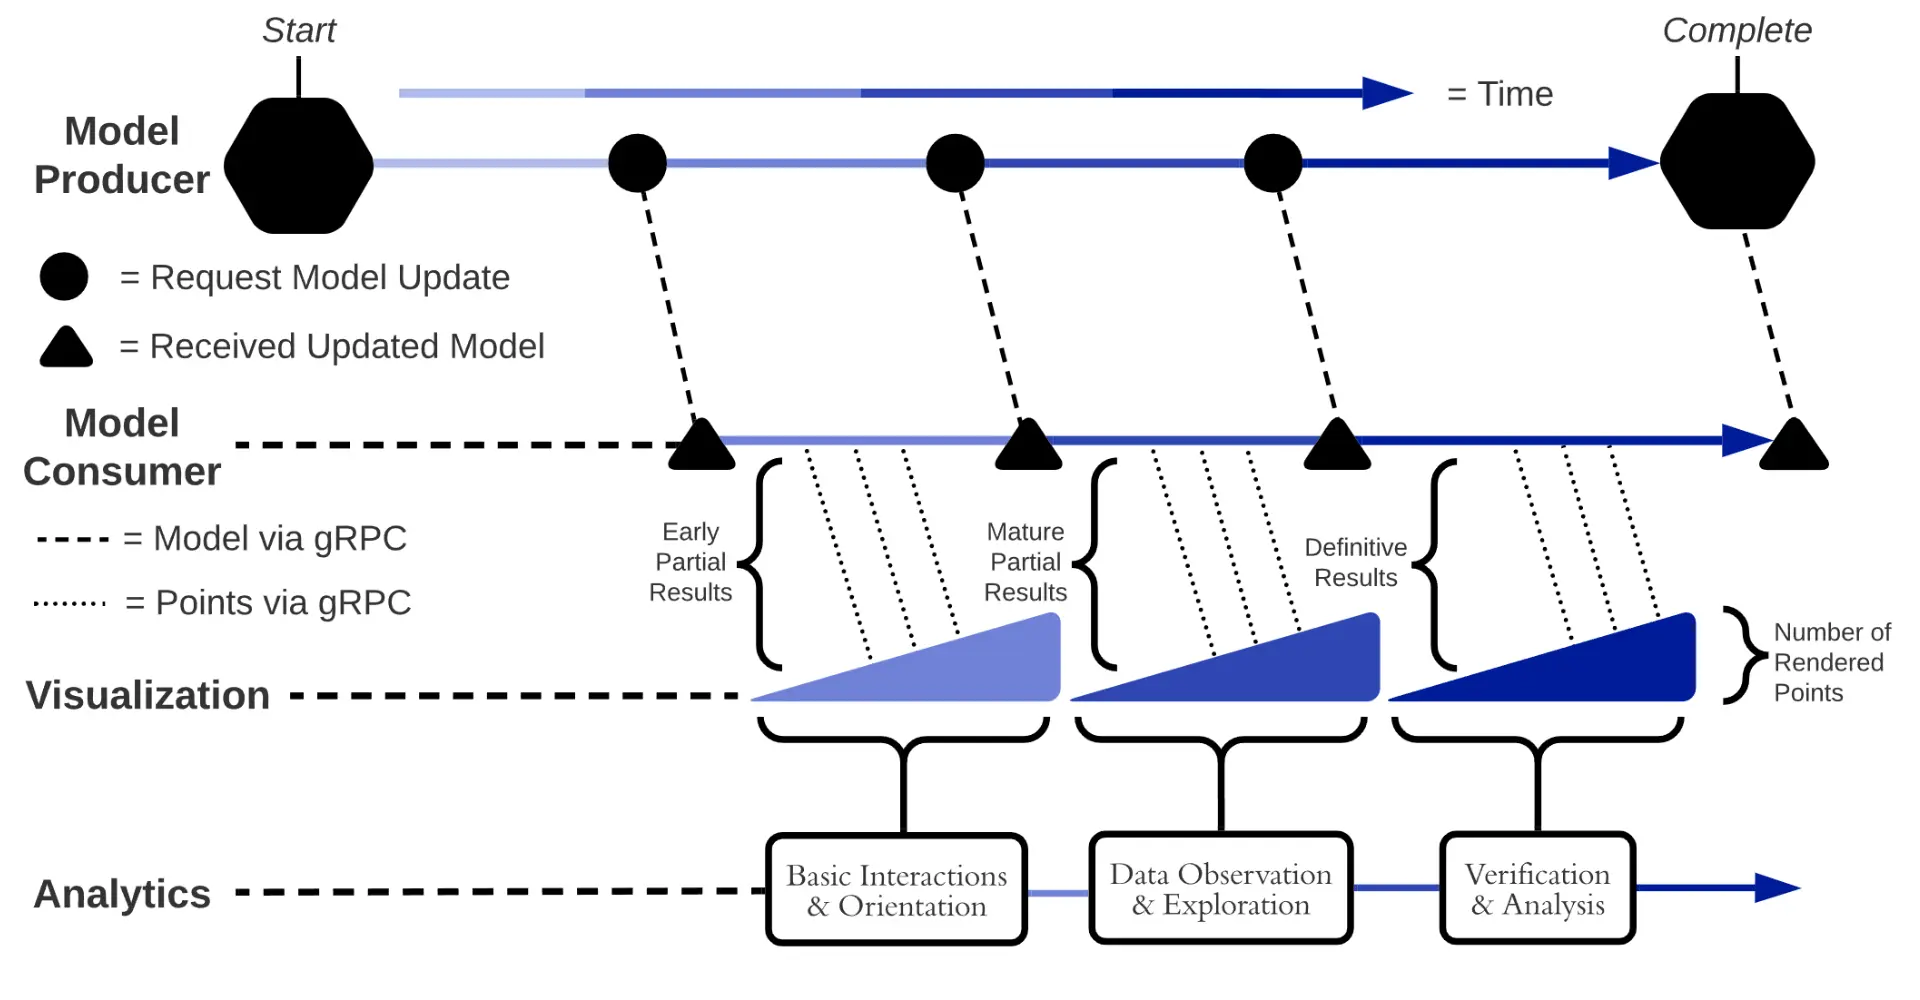 Start
Complete
= Time
Model
Producer
= Request Model Update
= Received Updated Model
Model
Consumer
= Model via gRPC
= Points via gRPC
Early
Partial
Results
Mature
Partial
Results
Definitive
Results
Number of
Rendered
Points
Visualization
Analytics
Basic Interactions
& Orientation
Data Observation
& Exploration
Verification
& Analysis